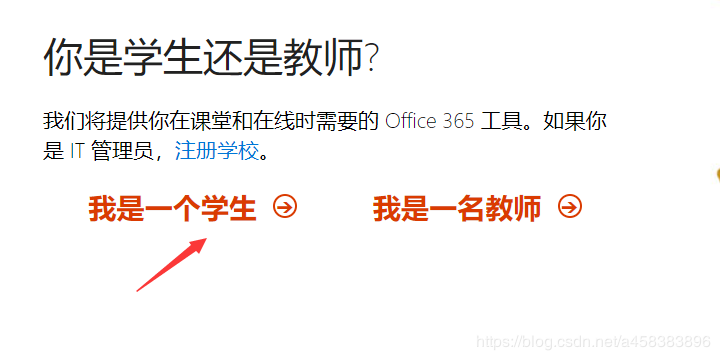 你是学生还是教师?
我们将提供你在课堂和在线时需要的 Office 365 工具。如果你
是 IT 管理员，注册学校。
我是一个学生 我是一名教师
https://blog.csdn.net/a458383896